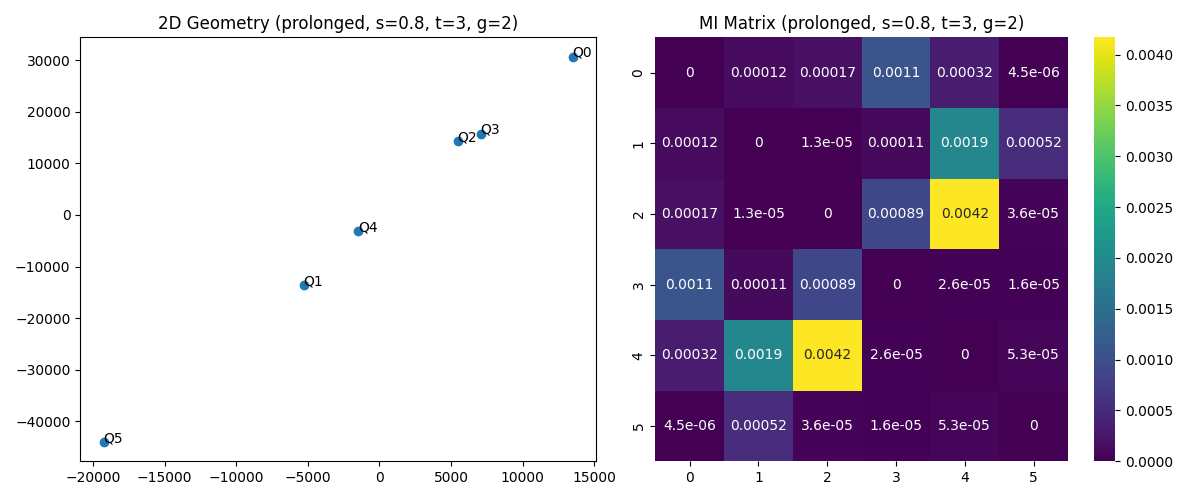 2D Geometry (prolonged, s=0.8, t=3, g=2)
30000
20000
10000
0
−10000
−20000
−30000
−40000
Q0
Q3
Q2
Q4
Q1
Q5
−20000 −15000 −10000 −5000 0 5000 10000 15000
MI Matrix (prolonged, s=0.8, t=3, g=2)
0 0 0.00012 0.00017 0.0011 0.00032 4.5e-06
1 0.00012 0 1.3e-05 0.00011 0.0019 0.00052
2 0.00017 1.3e-05 0 0.00089 0.0042 3.6e-05
3 0.0011 0.00011 0.00089 0 2.6e-05 1.6e-05
4 0.00032 0.0019 0.0042 2.6e-05 0 5.3e-05
5 4.5e-06 0.00052 3.6e-05 1.6e-05 5.3e-05 0
0 1 2 3 4 5
0.0040
0.0035
0.0030
0.0025
0.0020
0.0015
0.0010
0.0005
0.0000